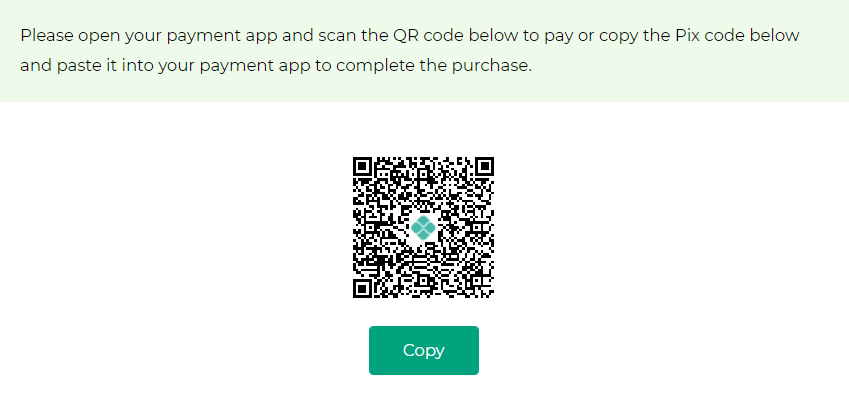 Please open your payment app and scan the QR code below to pay or copy the Pix code below
and paste it into your payment app to complete the purchase.
Copy